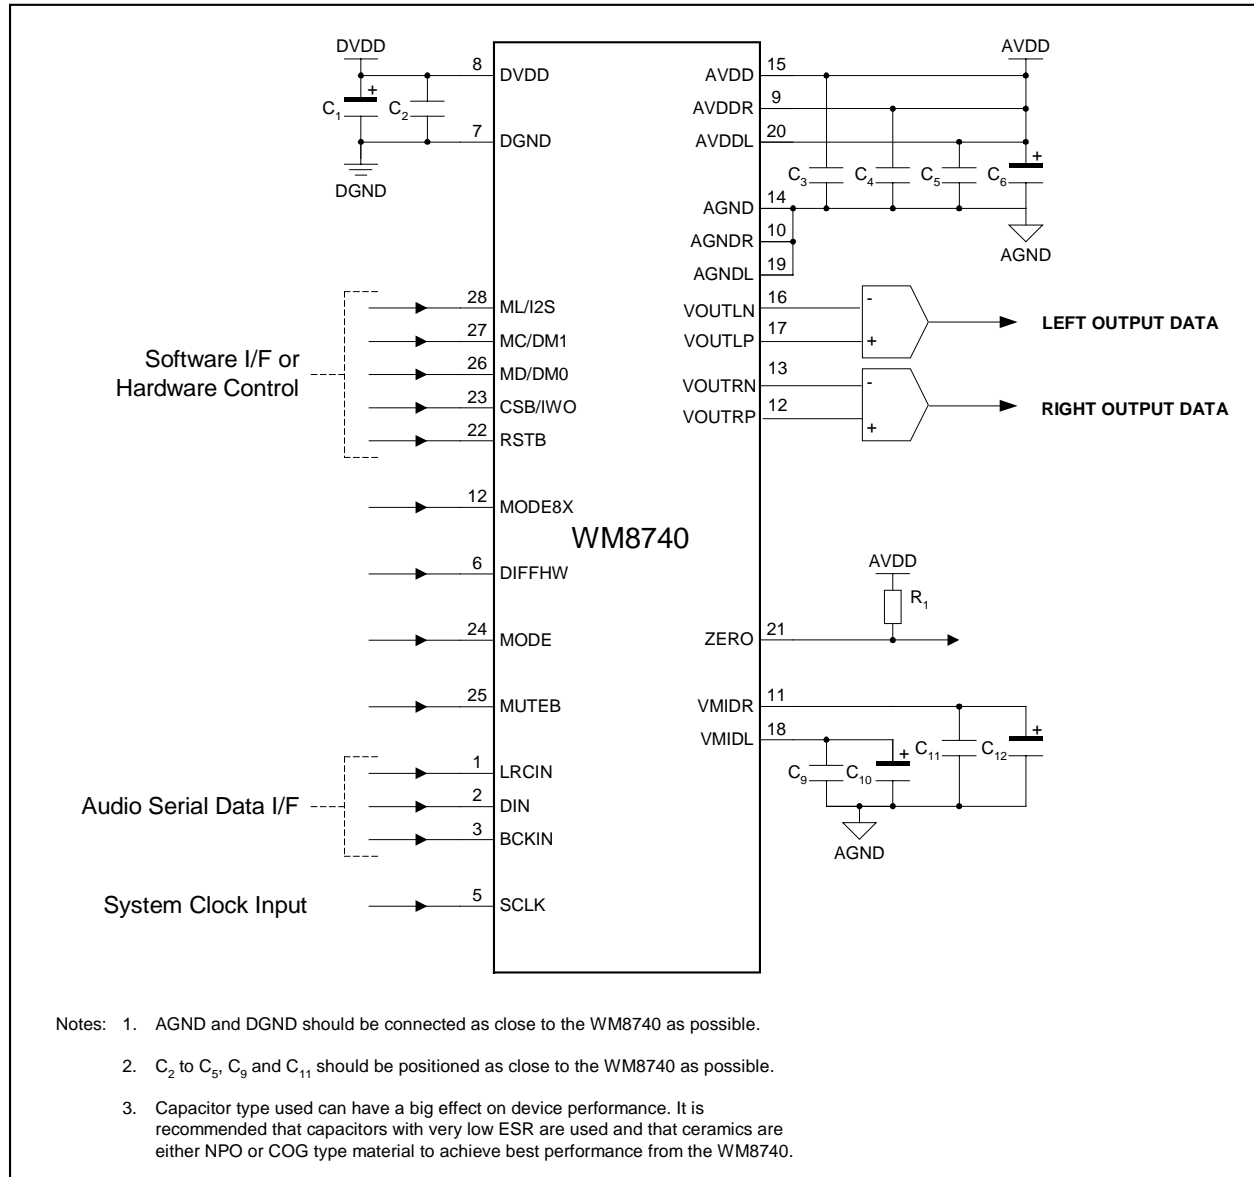 DVDD
8 DVDD
C1 + C2
7 DGND
DGND
AVDD
AVDD 15
AVDDR 9
AVDDL 20
C3 C4 C5 C6 +
AGND 14
AGNDR 10
AGNDL 19
AGND
Software I/F or
Hardware Control
28 ML/I2S
27 MC/DM1
26 MD/DM0
23 CSB/IWO
22 RSTB
VOUTLN 16 -
VOUTLP 17 +
LEFT OUTPUT DATA
VOUTRN 13 -
VOUTRP 12 +
RIGHT OUTPUT DATA
12 MODE8X
WM8740
6 DIFFHW
24 MODE
AVDD
R1
ZERO 21
25 MUTEB
VMIDR 11
VMIDL 18
C9 C10 + C11 C12 +
AGND
Audio Serial Data I/F
1 LRCIN
2 DIN
3 BCKIN
System Clock Input
5 SCLK
Notes: 1. AGND and DGND should be connected as close to the WM8740 as possible.
2. C2 to C5, C9 and C11 should be positioned as close to the WM8740 as possible.
3. Capacitor type used can have a big effect on device performance. It is
recommended that capacitors with very low ESR are used and that ceramics are
either NPO or COG type material to achieve best performance from the WM8740.